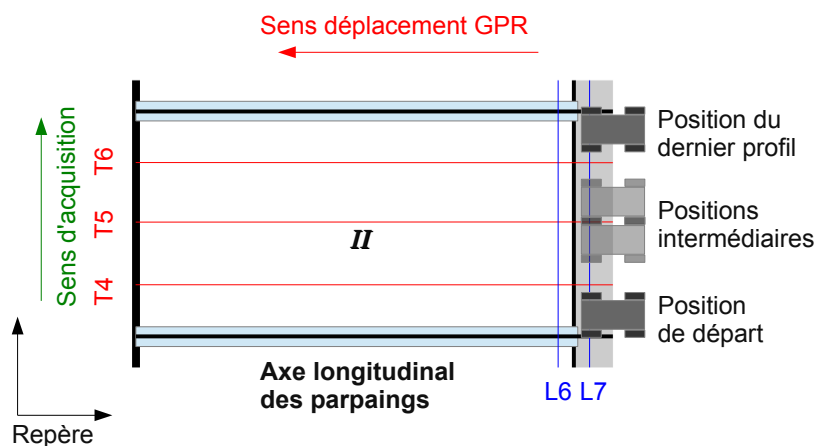 Sens déplacement GPR
Sens d'acquisition
T6
T5
T4
II
Position du
dernier profil
Positions
intermédiaires
Position
de départ
Axe longitudinal
des parpaings
L6 L7
Repère